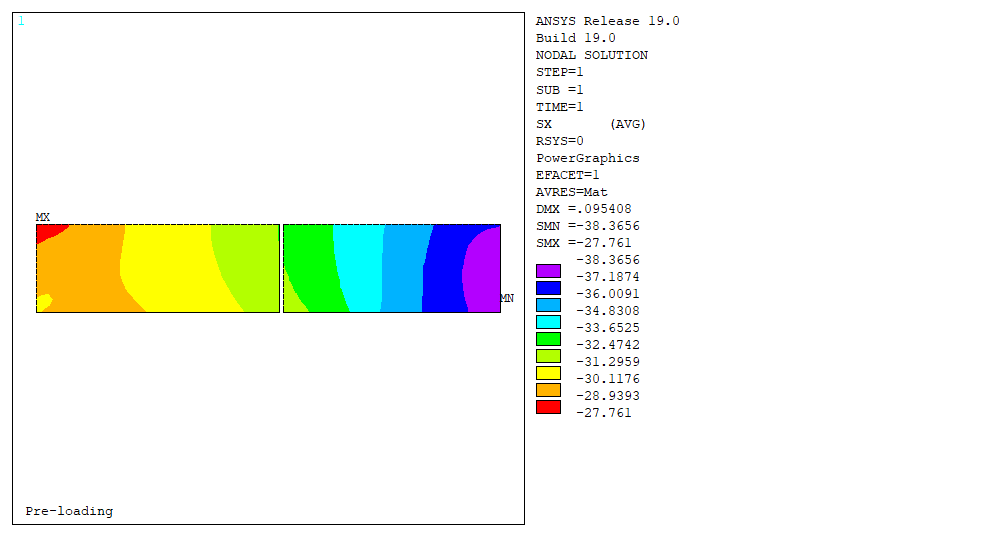 1
ANSYS Release 19.0
Build 19.0
NODAL SOLUTION
STEP=1
SUB =1
TIME=1
SX       (AVG)
RSYS=0
PowerGraphics
EFACET=1
AVRES=Mat
DMX =.095408
SMN =-38.3656
SMX =-27.761
-38.3656
-37.1874
-36.0091
-34.8308
-33.6525
-32.4742
-31.2959
-30.1176
-28.9393
-27.761
MX
MN
Pre-loading